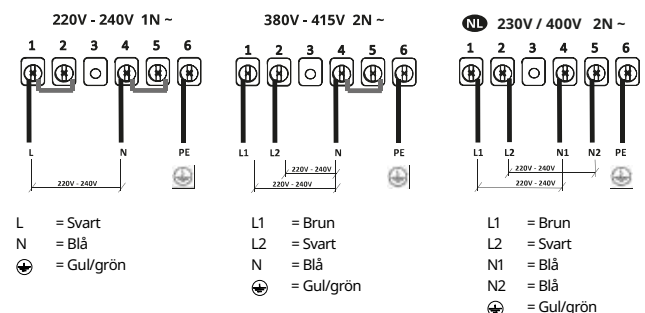 220V - 240V 1N ~
1 2 3 4 5 6
L N PE
220V - 240V
L = Svart
N = Blå
= Gul/grön
380V - 415V 2N ~
1 2 3 4 5 6
L1 L2 N PE
220V - 240V
220V - 240V
L1 = Brun
L2 = Svart
N = Blå
= Gul/grön
NL 230V / 400V 2N ~
1 2 3 4 5 6
L1 L2 N1 N2 PE
220V - 240V
220V - 240V
L1 = Brun
L2 = Svart
N1 = Blå
N2 = Blå
= Gul/grön